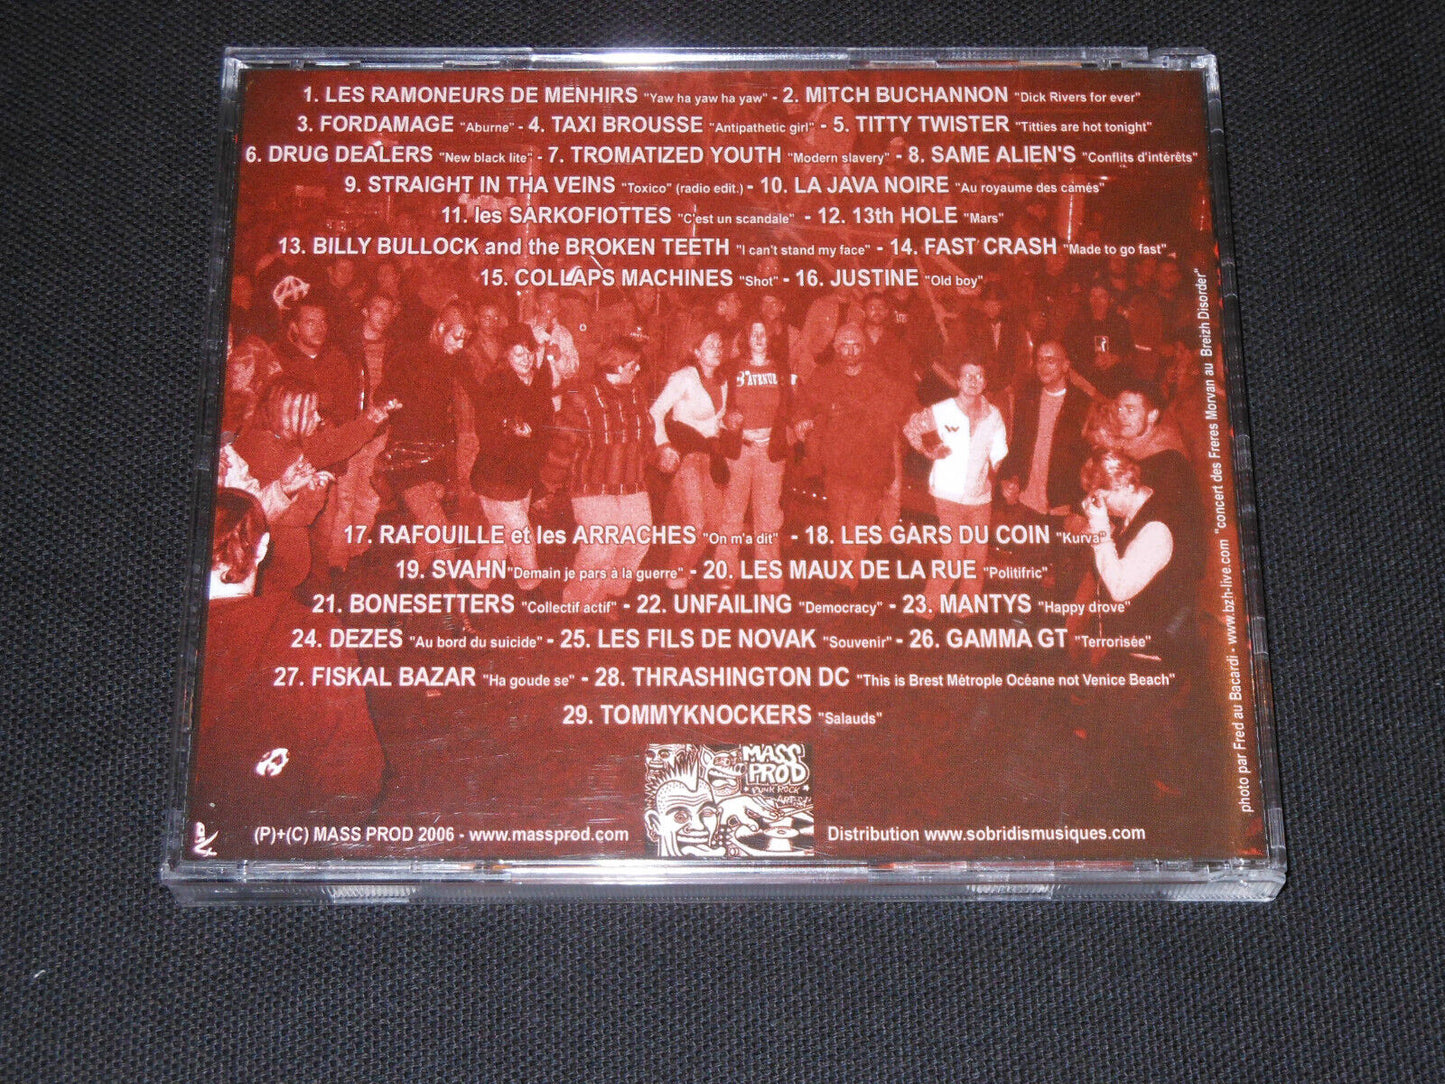 1. LES RAMONEURS DE MENHIRS "Yaw ha yaw ha yaw" - 2. MITCH BUCHANNON "Dick Rivers for ever"
3. FORDAMAGE "Aburne" - 4. TAXI BROUSSE "Antipathetic girl" - 5. TITTY TWISTER "Titties are hot tonight"
6. DRUG DEALERS "New black lite" - 7. TROMATIZED YOUTH "Modern slavery" - 8. SAME ALIEN'S "Conflits d'intérêts"
9. STRAIGHT IN THA VEINS "Toxico" (radio edit.) - 10. LA JAVA NOIRE "Au royaume des camés"
11. les SARKOFIOTTES "C'est un scandale" - 12. 13th HOLE "Mars"
13. BILLY BULLOCK and the BROKEN TEETH "I can't stand my face" - 14. FAST CRASH "Made to go fast"
15. COLLAPS MACHINES "Shot" - 16. JUSTINE "Old boy"
AVENUE
17. RAFOUILLE et les ARRACHES "On m'a dit" - 18. LES GARS DU COIN "Kurva"
19. SVAHN"Demain je pars à la guerre" - 20. LES MAUX DE LA RUE "Politifric"
21. BONESETTERS "Collectif actif" - 22. UNFAILING "Democracy" - 23. MANTYS "Happy drove"
24. DEZES "Au bord du suicide" - 25. LES FILS DE NOVAK "Souvenir" - 26. GAMMA GT "Terrorisée"
27. FISKAL BAZAR "Ha goude se" - 28. THRASHINGTON DC "This is Brest Métrople Océane not Venice Beach"
29. TOMMYKNOCKERS "Salauds"
MASS
PROD
PUNK ROCK
(P)+(C) MASS PROD 2006 - www.massprod.com
Distribution www.sobridismusiques.com
photo par Fred au Bacardi - www.bzh-live.com "concert des Freres Morvan au Breizh Disorder"